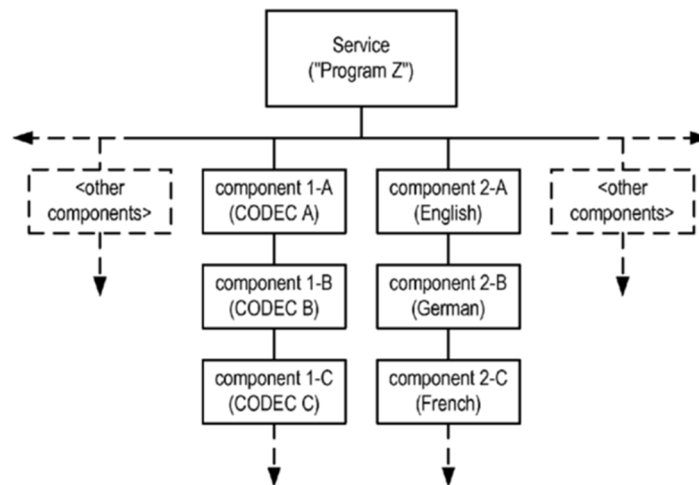 Service
("Program Z")
<other
components>
component 1-A
(CODEC A)
component 2-A
(English)
<other
components>
component 1-B
(CODEC B)
component 2-B
(German)
component 1-C
(CODEC C)
component 2-C
(French)